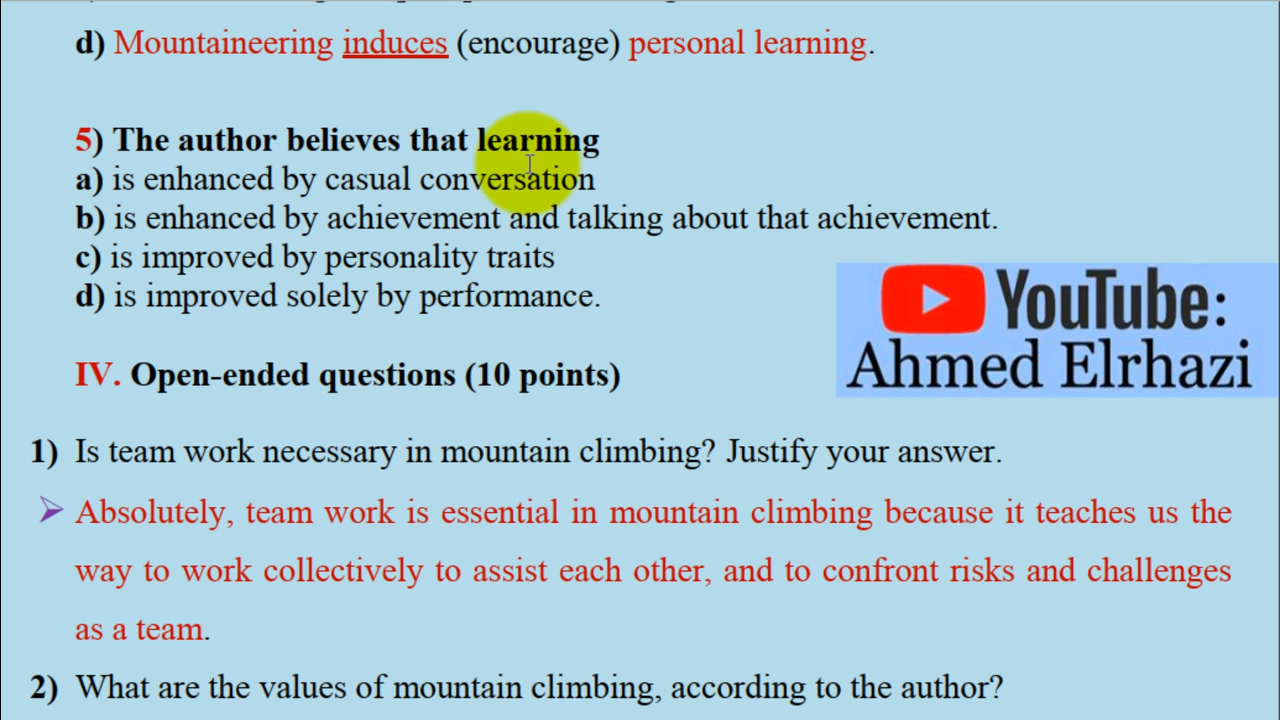 d) Mountaineering induces (encourage) personal learning.
5) The author believes that learning
a) is enhanced by casual conversation
b) is enhanced by achievement and talking about that achievement.
c) is improved by personality traits
d) is improved solely by performance.
YouTube:
Ahmed Elrhazi
IV. Open-ended questions (10 points)
1) Is team work necessary in mountain climbing? Justify your answer.
➢ Absolutely, team work is essential in mountain climbing because it teaches us the
way to work collectively to assist each other, and to confront risks and challenges
as a team.
2) What are the values of mountain climbing, according to the author?